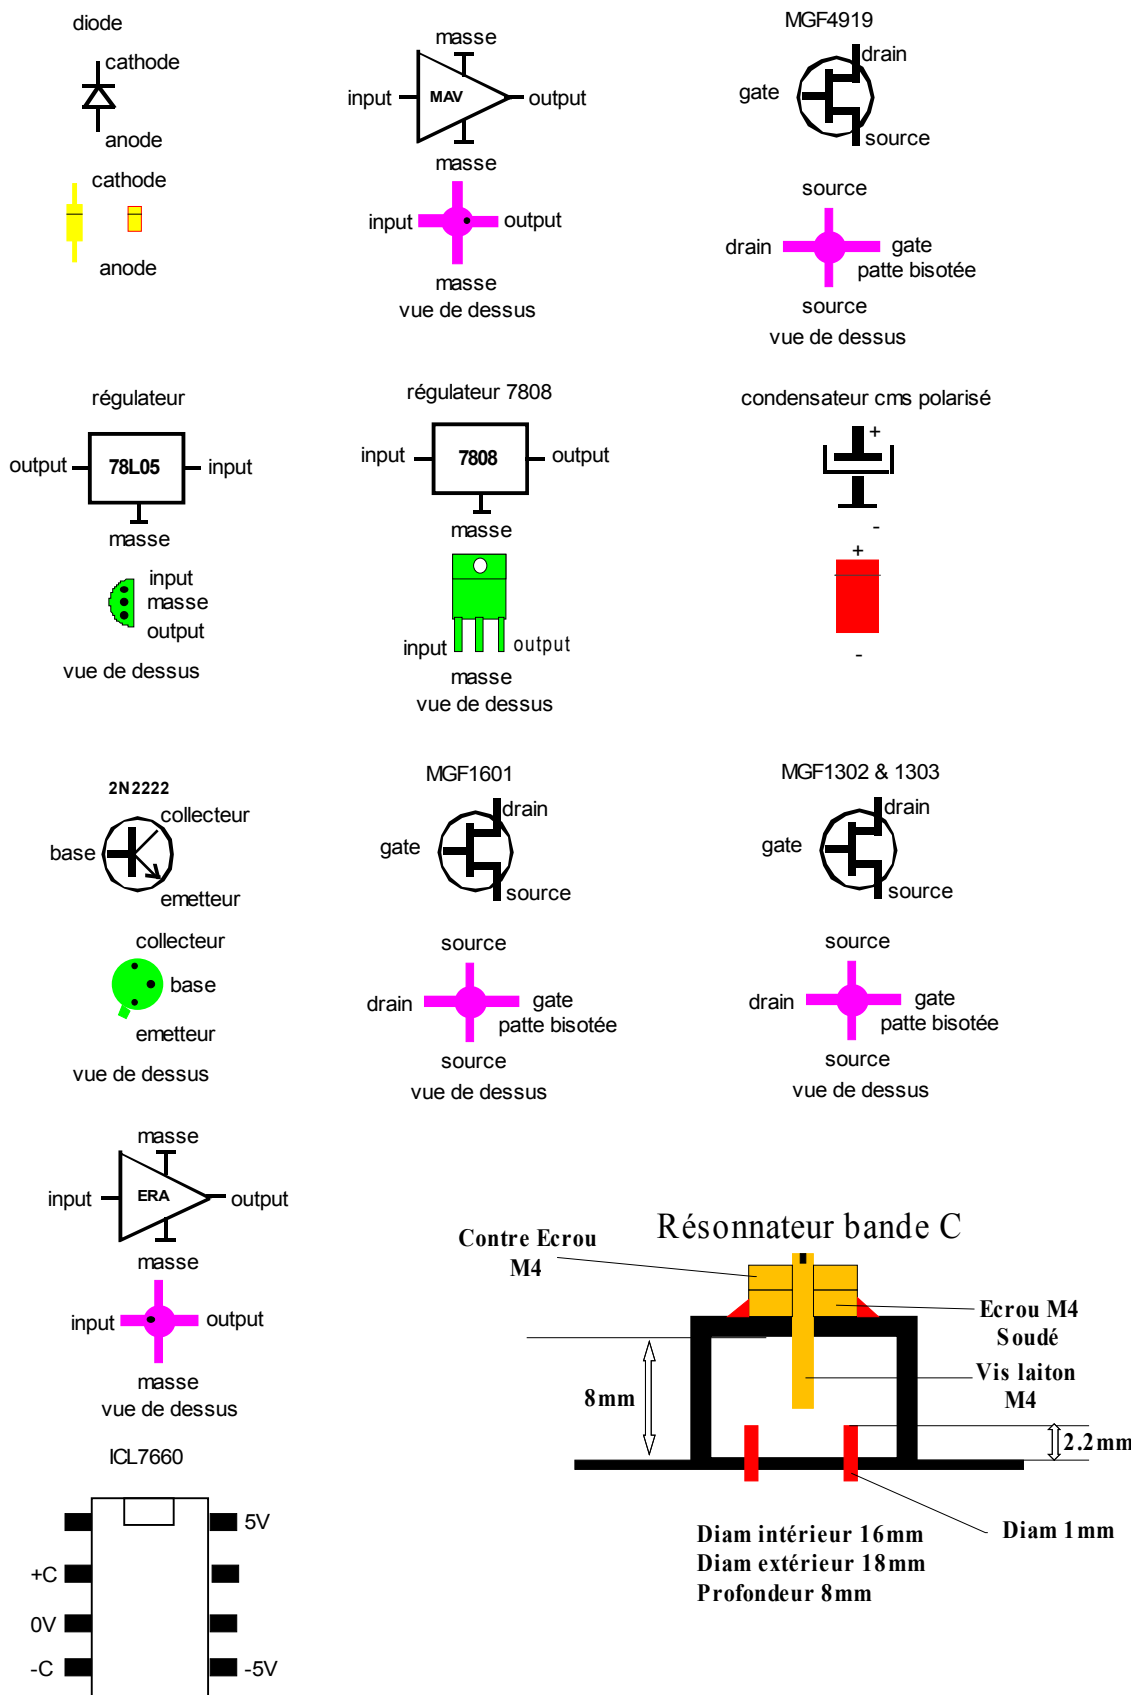 diode
cathode
anode
cathode
anode
masse
input
MAV
output
masse
input
output
masse
vue de dessus
MGF4919
drain
gate
source
source
drain
gate
patte bisotée
source
vue de dessus
régulateur
output
78L05
input
masse
input
masse
output
vue de dessus
régulateur 7808
input
7808
output
masse
input
output
masse
vue de dessus
condensateur cms polarisé
+
-
+
-
2N2222
collecteur
base
emetteur
collecteur
base
emetteur
vue de dessus
MGF1601
drain
gate
source
source
drain
gate
patte bisotée
source
vue de dessus
MGF1302 & 1303
drain
gate
source
source
drain
gate
patte bisotée
source
vue de dessus
masse
input
ERA
output
masse
input
output
masse
vue de dessus
Résonnateur bande C
Contre Ecrou
M4
Ecrou M4
Soudé
Vis laiton
M4
8mm
2.2mm
Diam 1mm
Diam intérieur 16mm
Diam extérieur 18mm
Profondeur 8mm
ICL7660
5V
+C
0V
-C
-5V